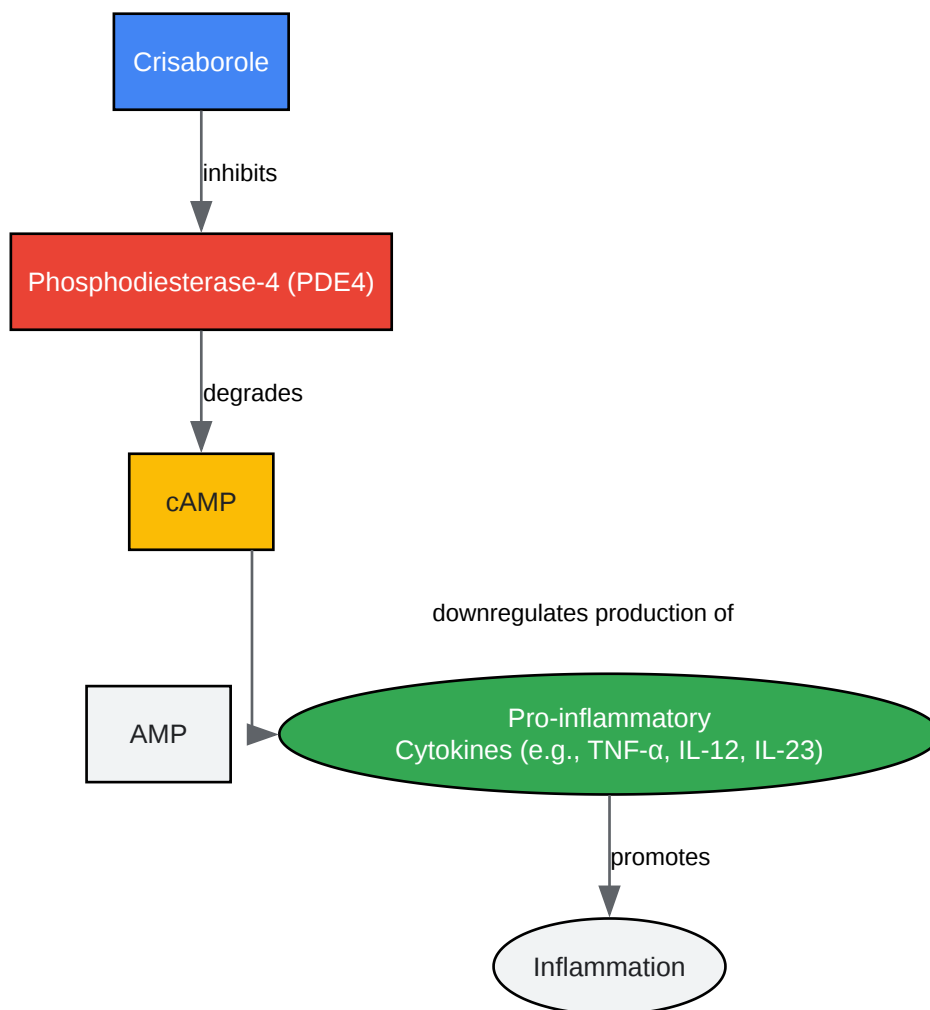 Crisaborole
inhibits
Phosphodiesterase-4 (PDE4)
degrades
cAMP
downregulates production of
AMP
Pro-inflammatory
Cytokines (e.g., TNF-α, IL-12, IL-23)
promotes
Inflammation